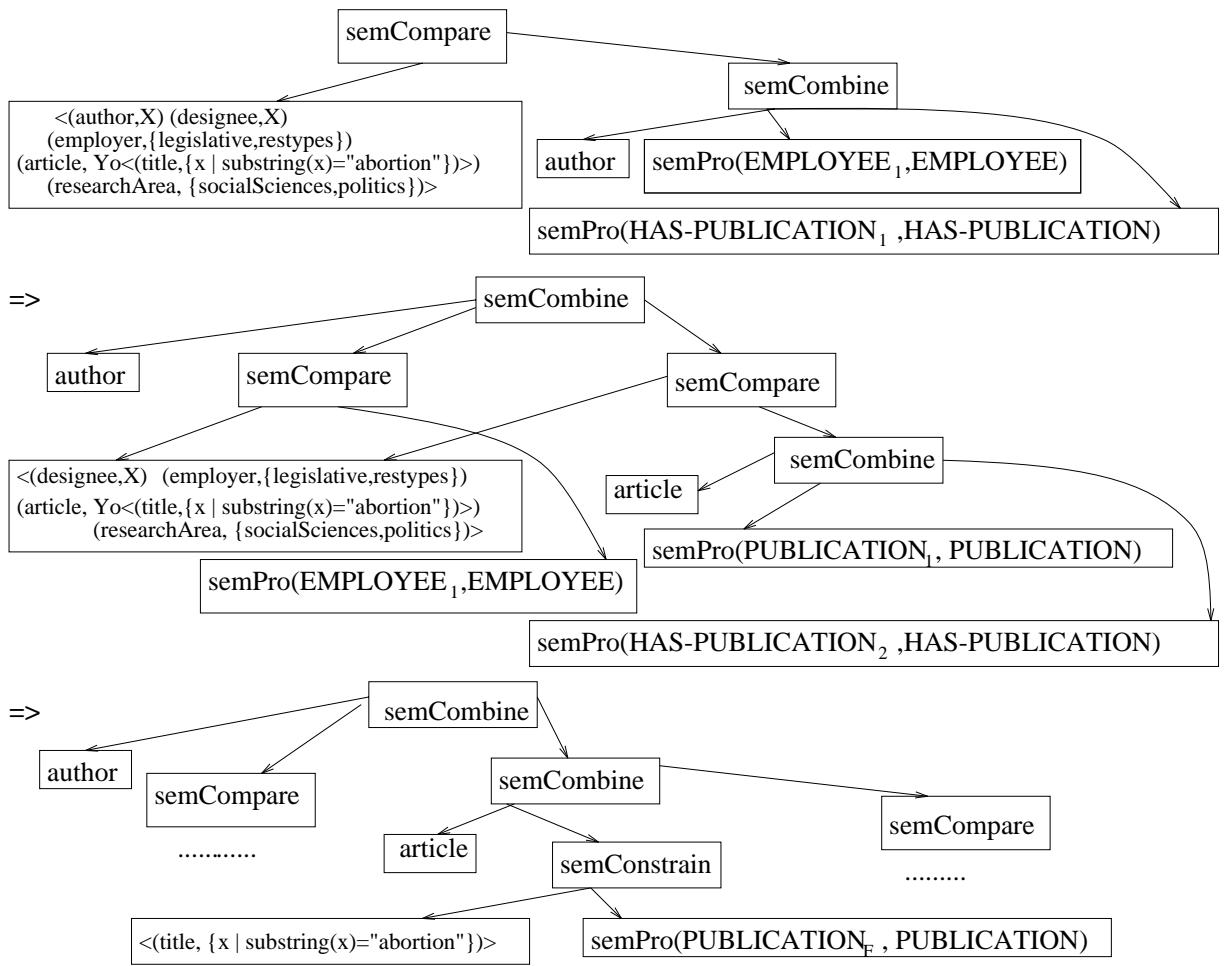 semCompare
semCombine
<(author,X) (designee,X)
(employer,{legislative,restypes})
(article, Yo<(title,{x | substring(x)="abortion"})>)
(researchArea, {socialSciences,politics})>
author
semPro(EMPLOYEE1,EMPLOYEE)
semPro(HAS-PUBLICATION1 ,HAS-PUBLICATION)
=>
semCombine
author
semCompare
semCompare
<(designee,X) (employer,{legislative,restypes})
(article, Yo<(title,{x | substring(x)="abortion"})>)
(researchArea, {socialSciences,politics})>
semCombine
article
semPro(PUBLICATION1, PUBLICATION)
semPro(EMPLOYEE1,EMPLOYEE)
semPro(HAS-PUBLICATION2 ,HAS-PUBLICATION)
=>
semCombine
author
semCompare
.............
semCombine
semCompare
.........
article
semConstrain
<(title, {x | substring(x)="abortion"})>
semPro(PUBLICATIONF , PUBLICATION)